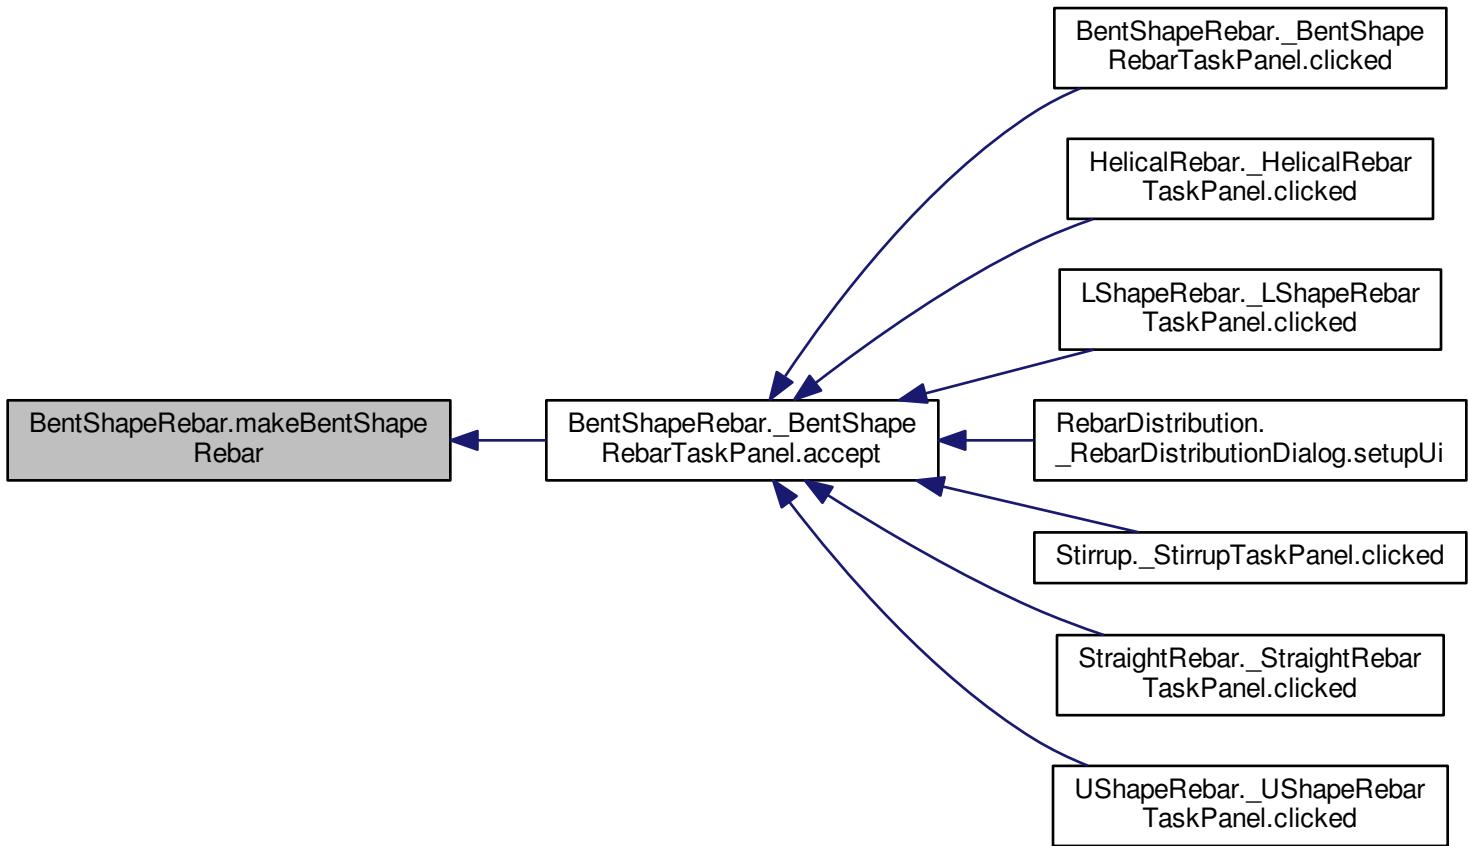 BentShapeRebar.makeBentShape
Rebar
BentShapeRebar._BentShape
RebarTaskPanel.accept
BentShapeRebar._BentShape
RebarTaskPanel.clicked
HelicalRebar._HelicalRebar
TaskPanel.clicked
LShapeRebar._LShapeRebar
TaskPanel.clicked
RebarDistribution.
_RebarDistributionDialog.setupUi
Stirrup._StirrupTaskPanel.clicked
StraightRebar._StraightRebar
TaskPanel.clicked
UShapeRebar._UShapeRebar
TaskPanel.clicked